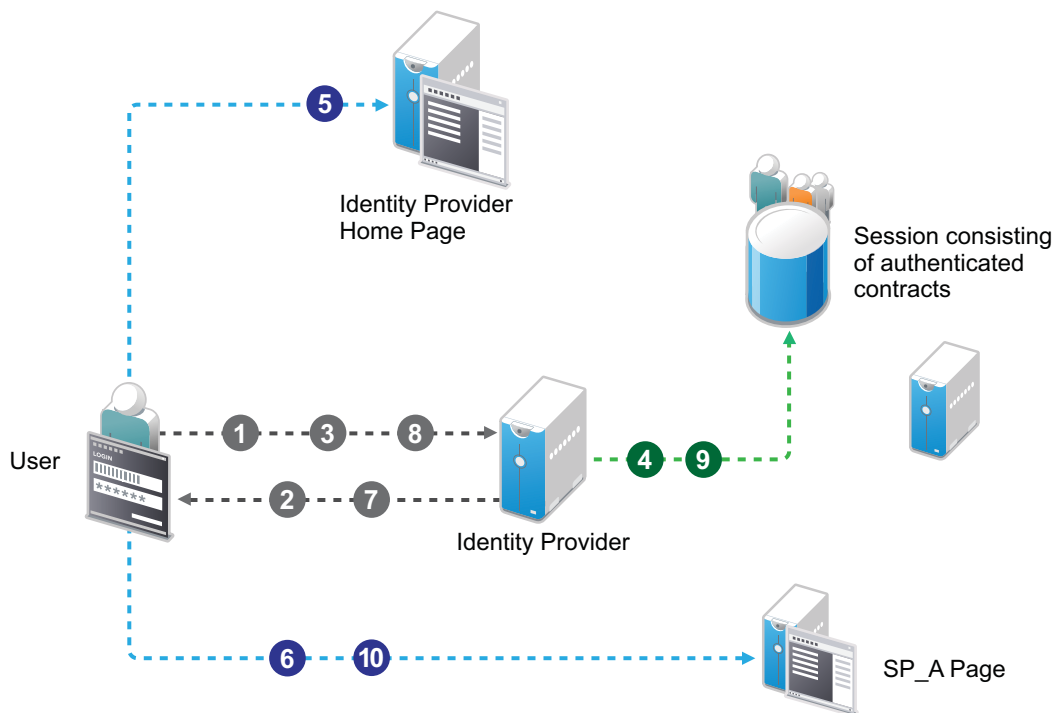 5
Identity Provider
Home Page
Session consisting
of authenticated
contracts
User
LOGIN
******
1
3
8
4
9
2
7
Identity Provider
6
10
SP_A Page